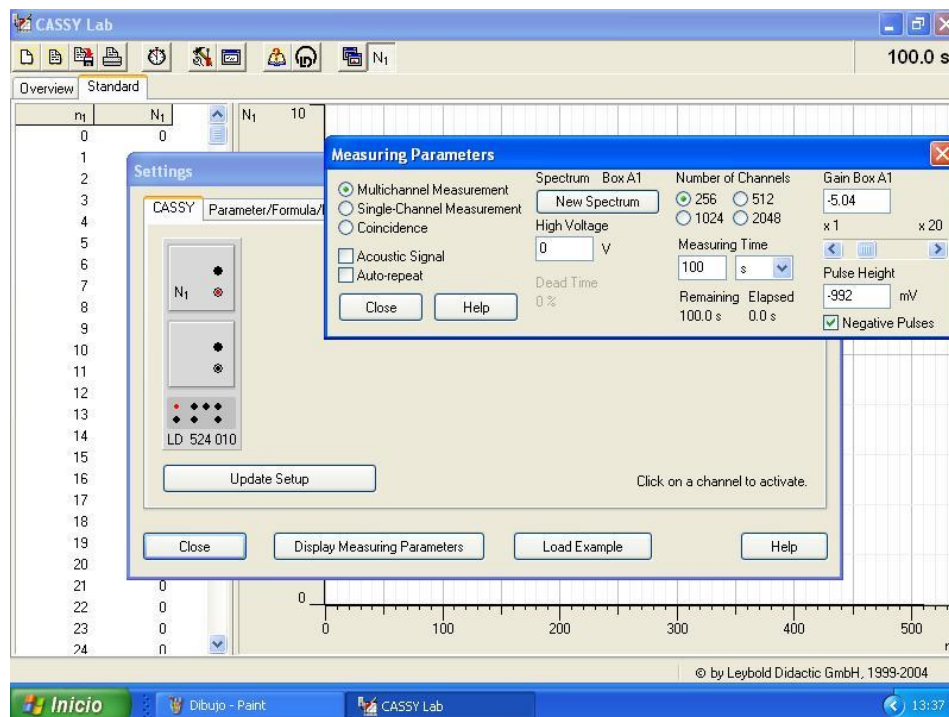 CASSY Lab
N1
100.0 s
Overview Standard
n1 N1
0 0
1
2
3
4
5
6
7
8
9
10
11
12
13
14
15
16
17
18
19
20
21 0
22 0
23 0
24 0
N1 10
Settings
CASSY Parameter/Formula/
N1
LD 524 010
Update Setup
Click on a channel to activate.
Close Display Measuring Parameters Load Example Help
Measuring Parameters
Multichannel Measurement
Single-Channel Measurement
Coincidence
Acoustic Signal
Auto-repeat
Close Help
Spectrum Box A1
New Spectrum
High Voltage
0 V
Dead Time
0 %
Number of Channels
256 512
1024 2048
Measuring Time
100 s
Remaining Elapsed
100.0 s 0.0 s
Gain Box A1
-5.04
x 1 x 20
Pulse Height
-992 mV
Negative Pulses
0
0 100 200 300 400 500
© by Leybold Didactic GmbH, 1999-2004
Inicio Dibujo - Paint CASSY Lab 13:37